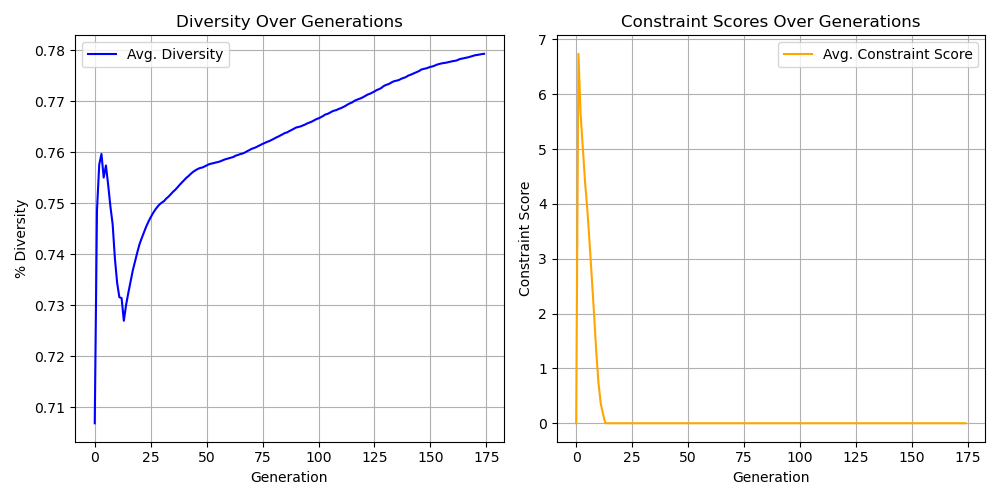 Diversity Over Generations
Avg. Diversity
0.78
0.77
0.76
0.75
0.74
0.73
0.72
0.71
% Diversity
0 25 50 75 100 125 150 175
Generation
Constraint Scores Over Generations
Avg. Constraint Score
7
6
5
4
3
2
1
0
Constraint Score
0 25 50 75 100 125 150 175
Generation